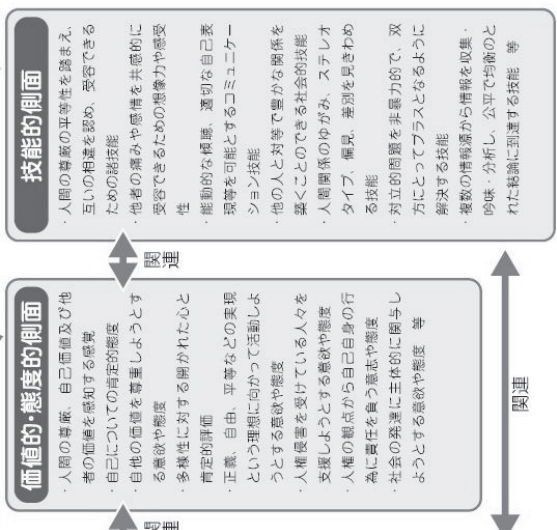 価値的・態度的側面
・人間の尊厳、自己価値及び他
者の価値を感知する感覚
・自己についての肯定的態度
・自他の価値を尊重しようとす
る意欲や態度
・多様性に対する開かれた心と
肯定的評価
・正義、自由、平等などの実現
という理想に向かって活動しよ
うとする意欲や態度
・人権侵害を受けている人々を
支援しようとする意欲や態度
・人権の観点から自己自身の行
為に責任を負う意志や態度
・社会の発達に主体的に関与し
ようとする意欲や態度 等
関連
関連
技能的側面
・人間の尊厳の平等性を踏まえ、
互いの相違を認め、受容できる
ための諸技能
・他者の痛みや感情を共感的に
受容できるための想像力や感受
性
・能動的な傾聴、適切な自己表
現等を可能とするコミュニケー
ション技能
・他の人と対等で豊かな関係を
築くことのできる社会的技能
・人間関係のゆがみ、ステレオ
タイプ、偏見、差別を見きわめ
る技能
・対立的問題を非暴力的で、双
方にとってプラスとなるように
解決する技能
・複数の情報源から情報を収集・
吟味・分析し、公平で均衡のと
れた結論に到達する技能 等
関連